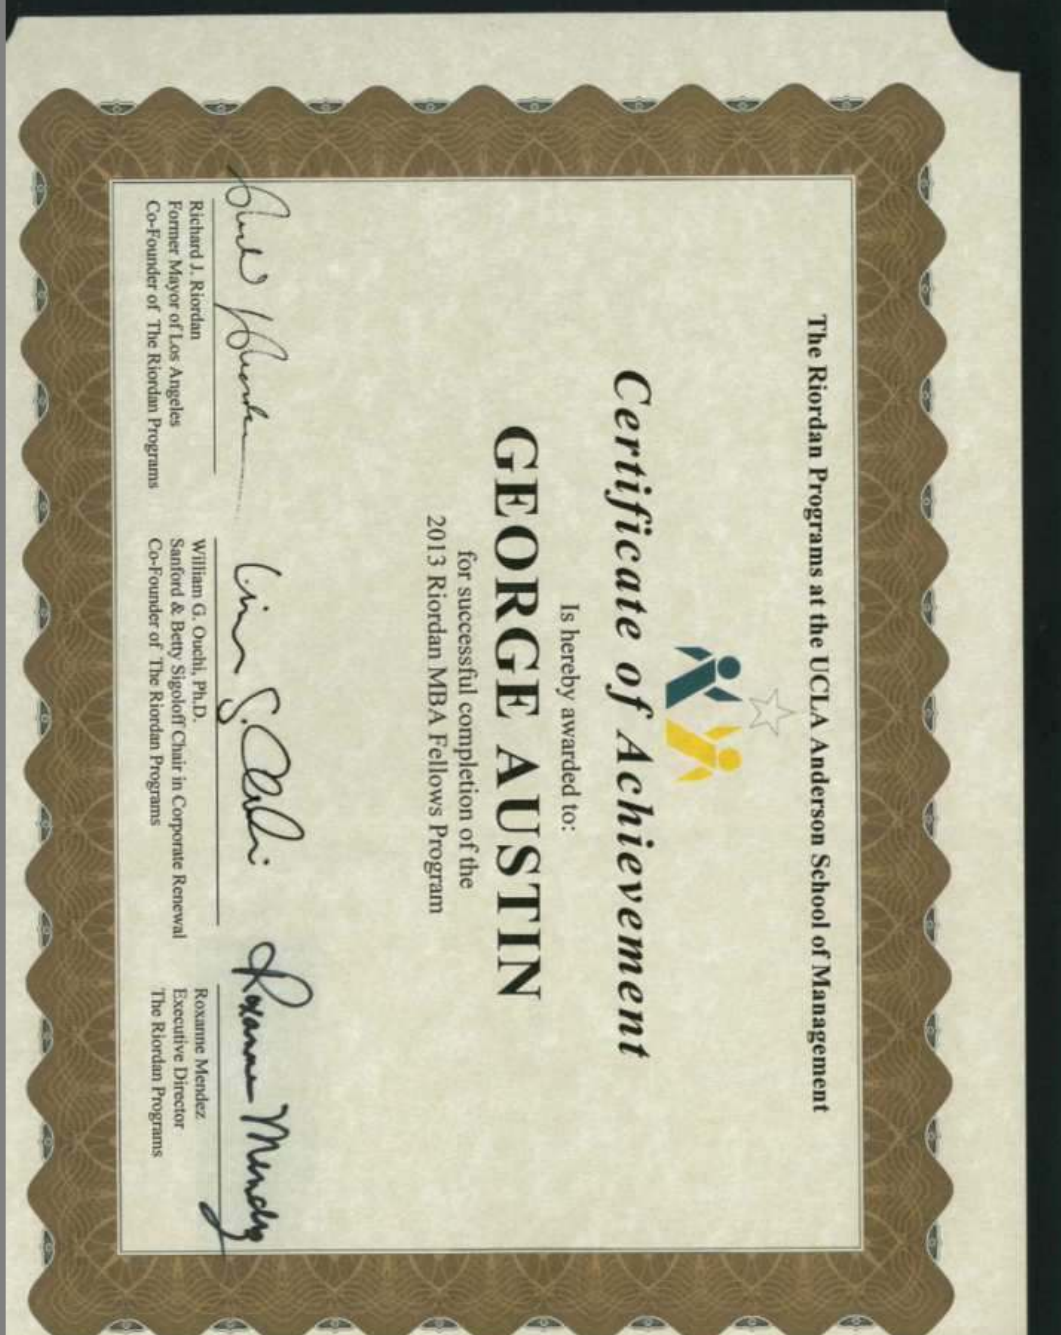 The Riordan Programs at the UCLA Anderson School of Management
Certificate of Achievement
Is hereby awarded to:
GEORGE AUSTIN
for successful completion of the
2013 Riordan MBA Fellows Program
Richard J. Riordan
Former Mayor of Los Angeles
Co-Founder of The Riordan Programs
William G. Ouchi, Ph.D.
Sanford & Betty Sigoloff Chair in Corporate Renewal
Co-Founder of The Riordan Programs
Roxanne Mendez
Roxanne Mendez
Executive Director
The Riordan Programs